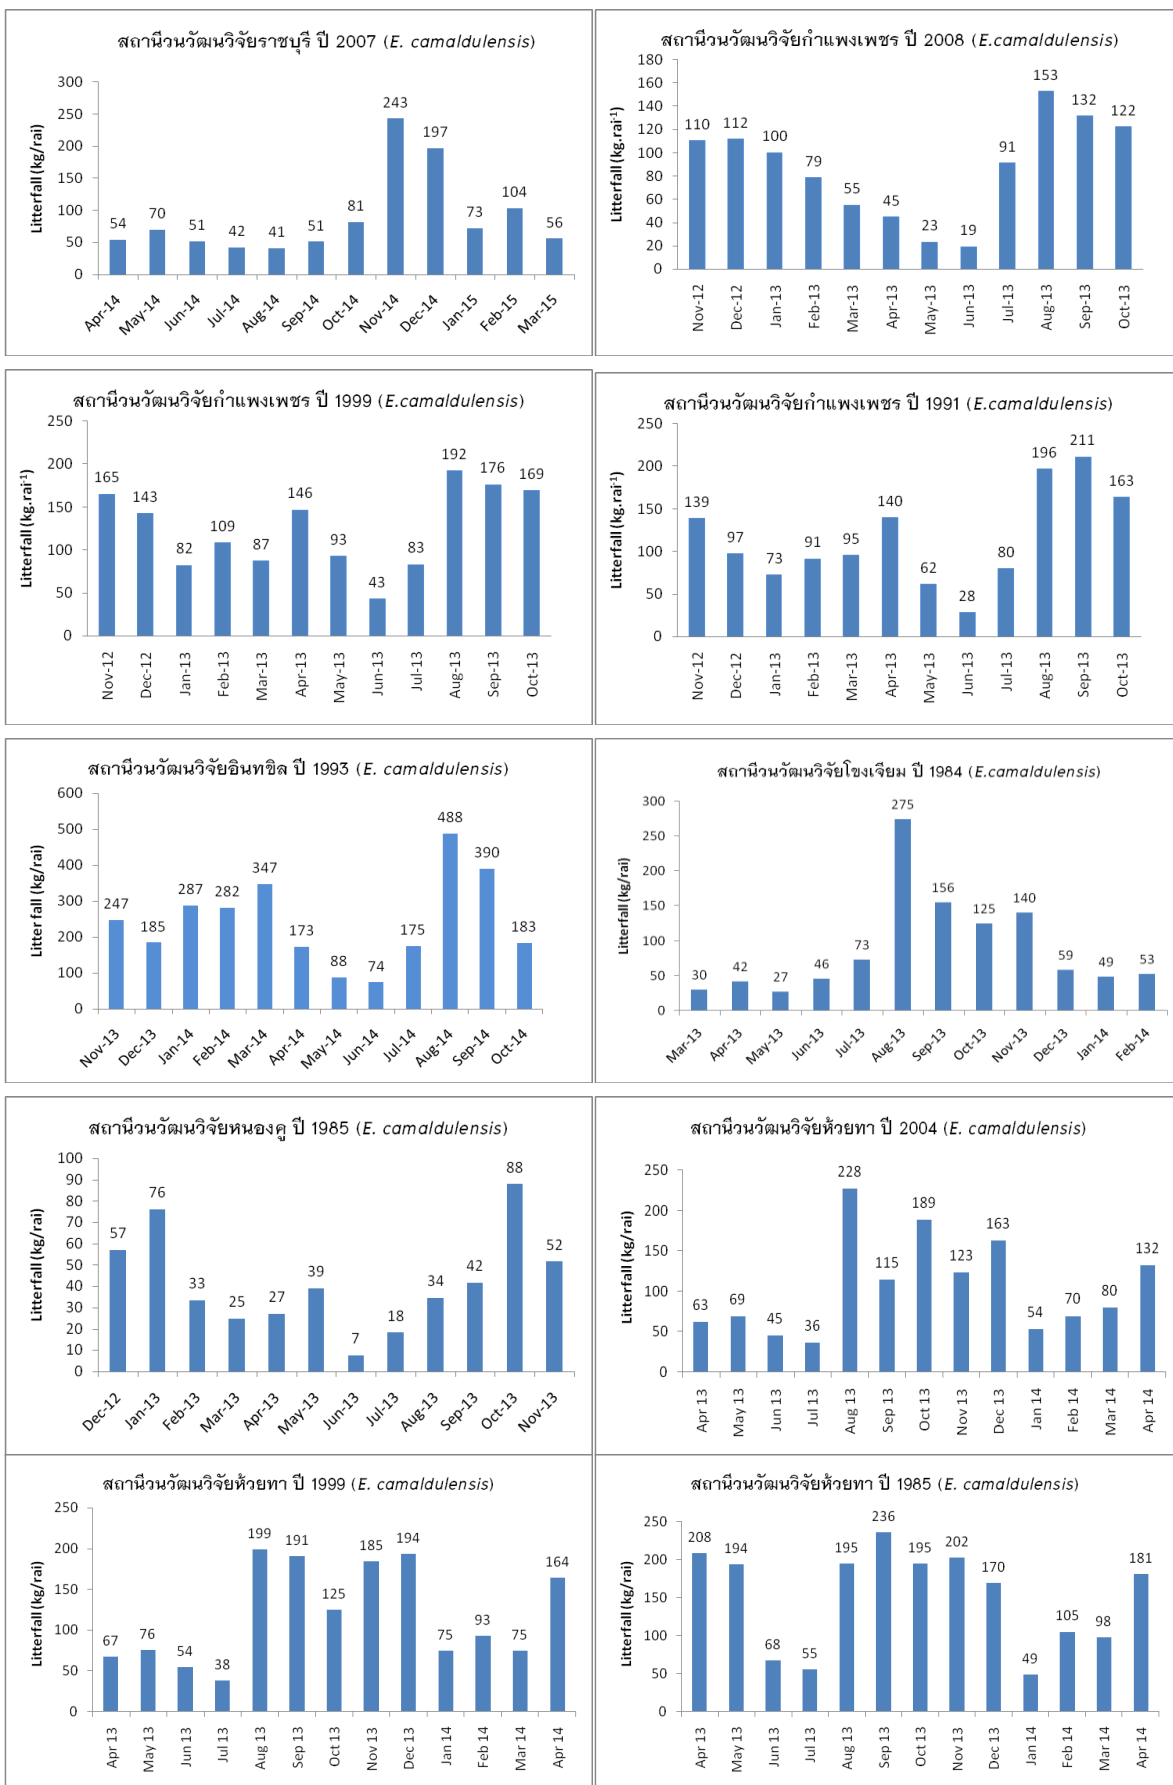 สถานีวนวัฒนวิจัยราชบุรี ปี 2007 (E. camaldulensis)
Litterfall (kg/rai)
300
250
200
150
100
50
0
54 70 51 42 41 51 81 243 197 73 104 56
Apr-14 May-14 Jun-14 Jul-14 Aug-14 Sep-14 Oct-14 Nov-14 Dec-14 Jan-15 Feb-15 Mar-15
สถานีวนวัฒนวิจัยกำแพงเพชร ปี 2008 (E.camaldulensis)
Litterfall (kg.rai-1)
180
160
140
120
100
80
60
40
20
0
110 112 100 79 55 45 23 19 91 153 132 122
Nov-12 Dec-12 Jan-13 Feb-13 Mar-13 Apr-13 May-13 Jun-13 Jul-13 Aug-13 Sep-13 Oct-13
สถานีวนวัฒนวิจัยกำแพงเพชร ปี 1999 (E.camaldulensis)
Litterfall (kg.rai-1)
250
200
150
100
50
0
165 143 82 109 87 146 93 43 83 192 176 169
Nov-12 Dec-12 Jan-13 Feb-13 Mar-13 Apr-13 May-13 Jun-13 Jul-13 Aug-13 Sep-13 Oct-13
สถานีวนวัฒนวิจัยกำแพงเพชร ปี 1991 (E.camaldulensis)
Litterfall (kg.rai-1)
250
200
150
100
50
0
139 97 73 91 95 140 62 28 80 196 211 163
Nov-12 Dec-12 Jan-13 Feb-13 Mar-13 Apr-13 May-13 Jun-13 Jul-13 Aug-13 Sep-13 Oct-13
สถานีวนวัฒนวิจัยอินทขิล ปี 1993 (E. camaldulensis)
Litter fall (kg/rai)
600
500
400
300
200
100
0
247 185 287 282 347 173 88 74 175 488 390 183
Nov-13 Dec-13 Jan-14 Feb-14 Mar-14 Apr-14 May-14 Jun-14 Jul-14 Aug-14 Sep-14 Oct-14
สถานีวนวัฒนวิจัยโขงเจียม ปี 1984 (E.camaldulensis)
Litterfall (kg/rai)
300
250
200
150
100
50
0
30 42 27 46 73 275 156 125 140 59 49 53
Mar-13 Apr-13 May-13 Jun-13 Jul-13 Aug-13 Sep-13 Oct-13 Nov-13 Dec-13 Jan-14 Feb-14
สถานีวนวัฒนวิจัยหนองคู ปี 1985 (E. camaldulensis)
Litterfall (kg/rai)
100
90
80
70
60
50
40
30
20
10
0
57 76 33 25 27 39 7 18 34 42 88 52
Dec-12 Jan-13 Feb-13 Mar-13 Apr-13 May-13 Jun-13 Jul-13 Aug-13 Sep-13 Oct-13 Nov-13
สถานีวนวัฒนวิจัยห้วยทา ปี 2004 (E. camaldulensis)
Litterfall (kg/rai)
250
200
150
100
50
0
63 69 45 36 228 115 189 123 163 54 70 80 132
Apr 13 May 13 Jun 13 Jul 13 Aug 13 Sep 13 Oct 13 Nov 13 Dec 13 Jan 14 Feb 14 Mar 14 Apr 14
สถานีวนวัฒนวิจัยห้วยทา ปี 1999 (E. camaldulensis)
Litterfall (kg/rai)
250
200
150
100
50
0
67 76 54 38 199 191 125 185 194 75 93 75 164
Apr 13 May 13 Jun 13 Jul 13 Aug 13 Sep 13 Oct 13 Nov 13 Dec 13 Jan 14 Feb 14 Mar 14 Apr 14
สถานีวนวัฒนวิจัยห้วยทา ปี 1985 (E. camaldulensis)
Litterfall (kg/rai)
250
200
150
100
50
0
208 194 68 55 195 236 195 202 170 49 105 98 181
Apr 13 May 13 Jun 13 Jul 13 Aug 13 Sep 13 Oct 13 Nov 13 Dec 13 Jan 14 Feb 14 Mar 14 Apr 14